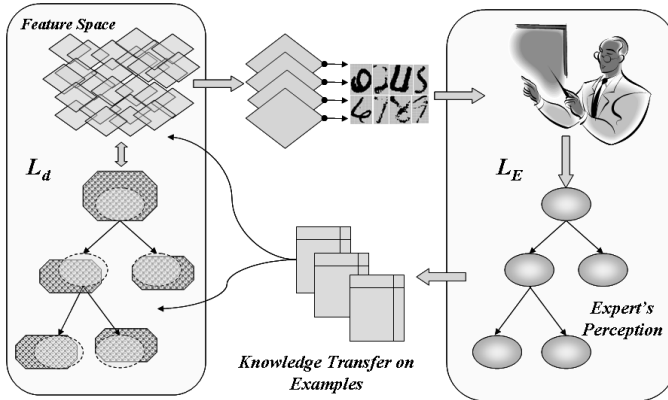 Feature Space
L_d
L_E
Expert's
Perception
Knowledge Transfer on
Examples